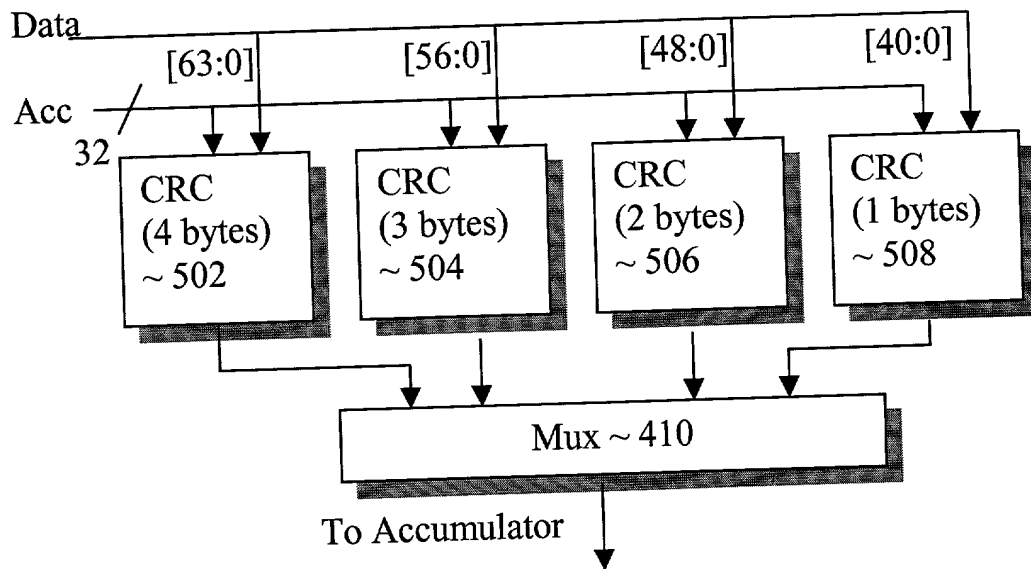 Data
[63:0]
[56:0]
[48:0]
[40:0]
Acc
32
CRC
(4 bytes)
~ 502
CRC
(3 bytes)
~ 504
CRC
(2 bytes)
~ 506
CRC
(1 bytes)
~ 508
Mux ~ 410
To Accumulator